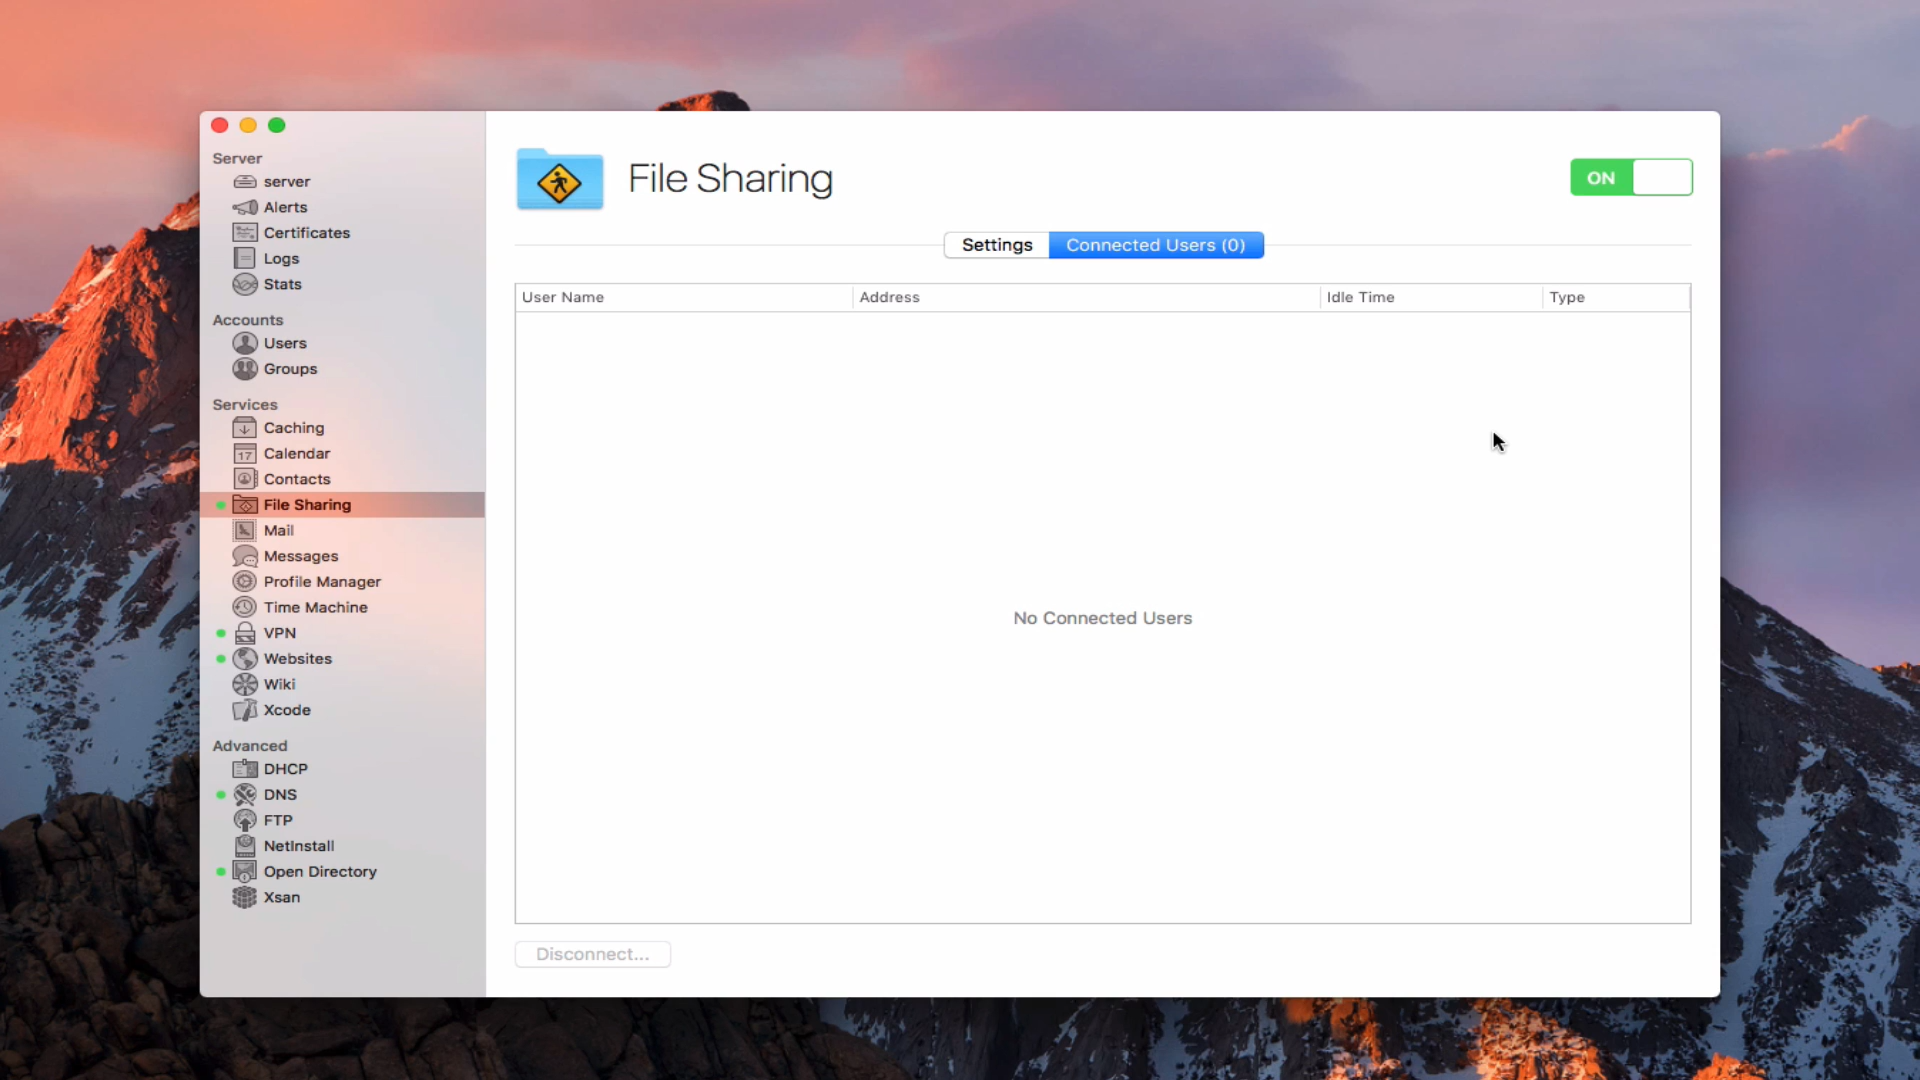 Server
server
Alerts
Certificates
Logs
Stats
Accounts
Users
Groups
Services
Caching
17
Calendar
Contacts
File Sharing
Mail
Messages
Profile Manager
Time Machine
VPN
Websites
Wiki
Xcode
Advanced
DHCP
DNS
FTP
NetInstall
Open Directory
Xsan
File Sharing
ON
Settings
Connected Users (0)
User Name
Address
Idle Time
Type
No Connected Users
Disconnect...